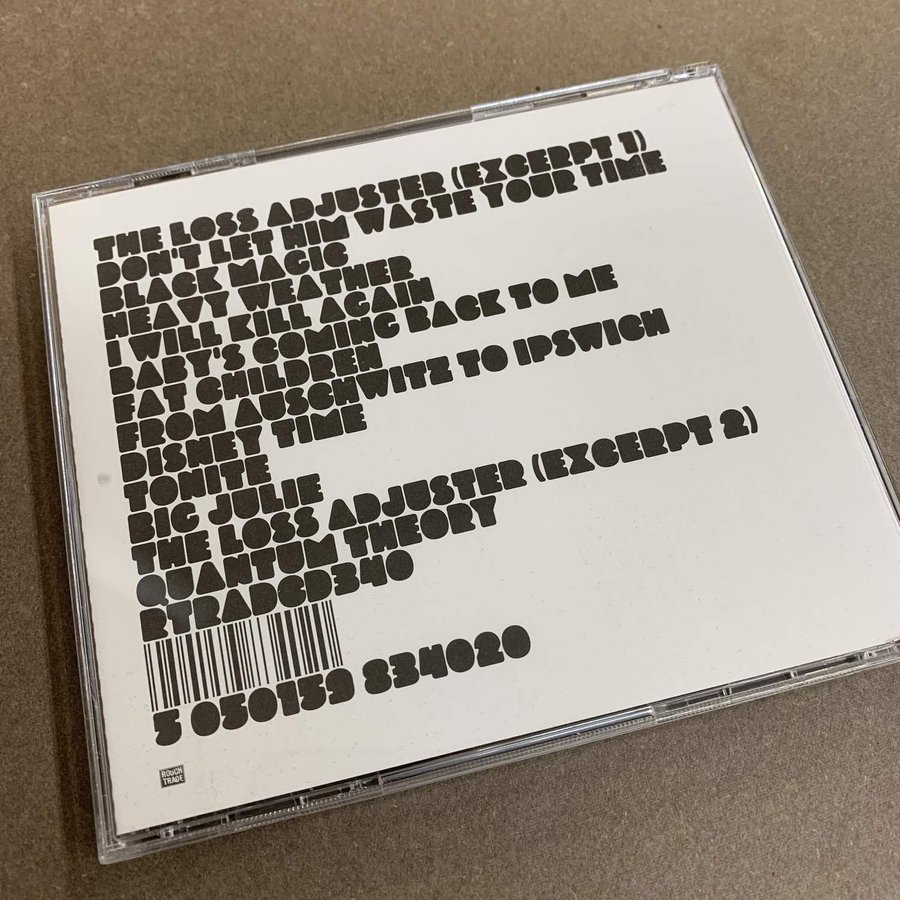 THE LOSS ADJUSTER (EXCERPT 1)
DON'T LET HIM WASTE YOUR TIME
BLACK MAGIC
HEAVY WEATHER
I WILL KILL AGAIN
BABY'S COMING BACK TO ME
FAT CHILDREN
FROM AUSCHWITZ TO IPSWICH
DISNEY TIME
TONITE
BIG JULIE
THE LOSS ADJUSTER (EXCERPT 2)
QUANTUM THEORY
RTRADCD340
5 050159 834020
ROUGH
TRADE